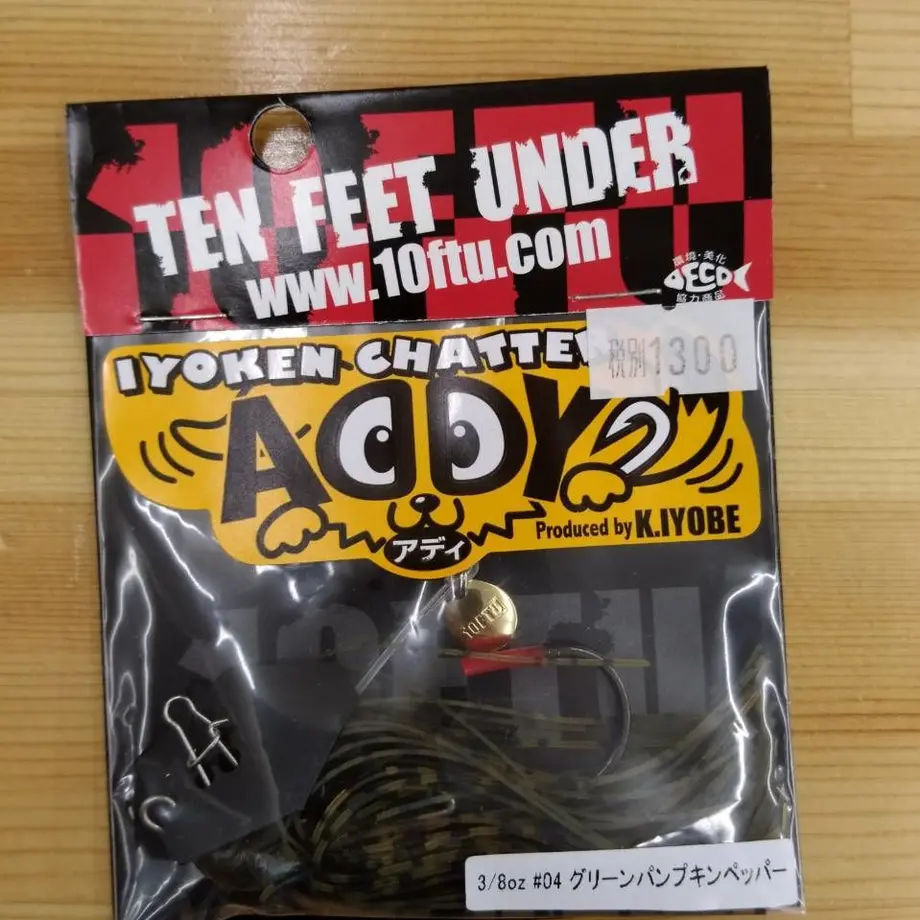 TEN FEET UNDER
www.10ftu.com
環境・美化
DECO
協力商品
IYOKEN CHATTE
税別1300
ADDY
Produced by K.IYOBE
アディ
10FTU
3/8oz #04 グリーンパンプキンペッパー